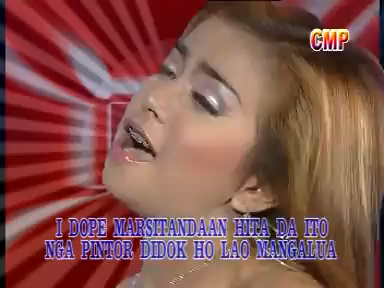 CMP
I DOPE MARSITANDAAN HITA DA ITO
NGA PINTOR DIDOK HO LAO MANGALUA